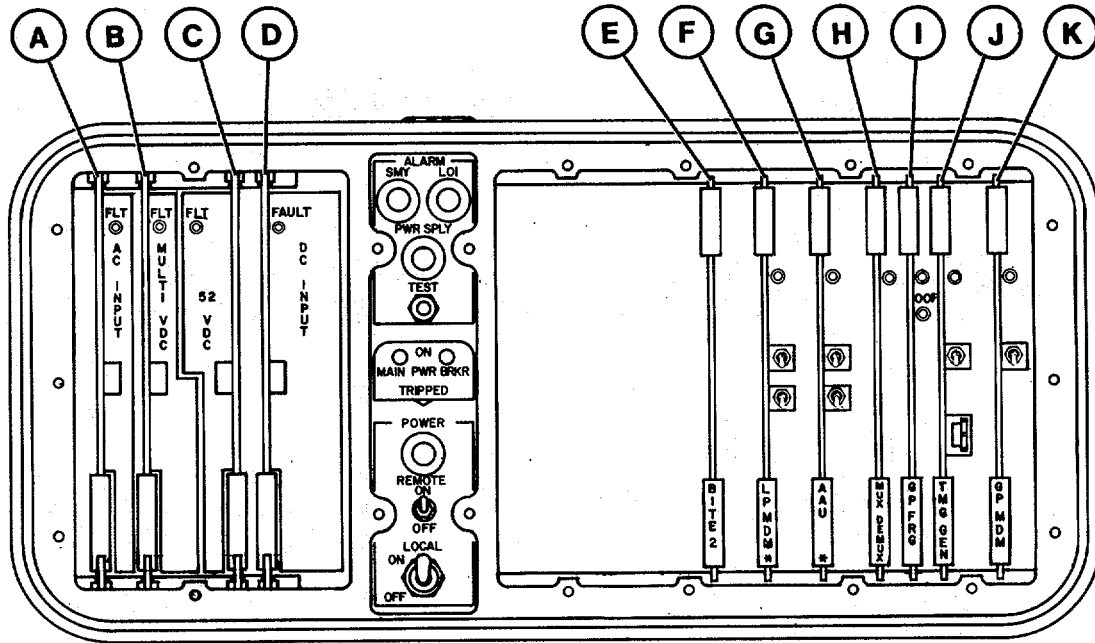 A B C D E F G H I J K
ALARM
SMY LOI
PWR SPLY
TEST
ON
MAIN PWR BRKR
TRIPPED
POWER
REMOTE
ON
OFF
LOCAL
ON
OFF
FLT
AC INPUT
FLT
MULTI VDC
FLT
52 VDC
FAULT
DC INPUT
OOF
BITE 2
LP MDM*
AAU *
MUX DEMUX
GP FRG
TMG GEN
GP MDM